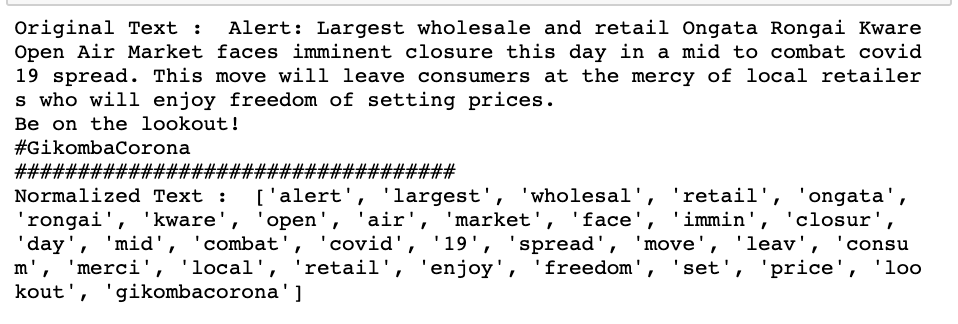 Original Text :  Alert: Largest wholesale and retail Ongata Rongai Kware
Open Air Market faces imminent closure this day in a mid to combat covid
19 spread. This move will leave consumers at the mercy of local retailer
s who will enjoy freedom of setting prices.
Be on the lookout!
#GikombaCorona
###################################
Normalized Text :  ['alert', 'largest', 'wholesal', 'retail', 'ongata',
'rongai', 'kware', 'open', 'air', 'market', 'face', 'immin', 'closur',
'day', 'mid', 'combat', 'covid', '19', 'spread', 'move', 'leav', 'consu
m', 'merci', 'local', 'retail', 'enjoy', 'freedom', 'set', 'price', 'loo
kout', 'gikombacorona']